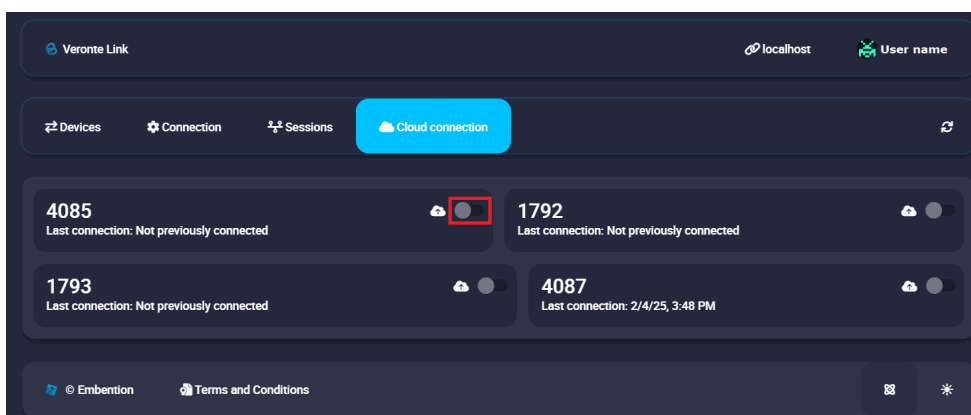 Veronte Link
localhost
User name
Devices
Connection
Sessions
Cloud connection
4085
Last connection: Not previously connected
1792
Last connection: Not previously connected
1793
Last connection: Not previously connected
4087
Last connection: 2/4/25, 3:48 PM
© Embention
Terms and Conditions